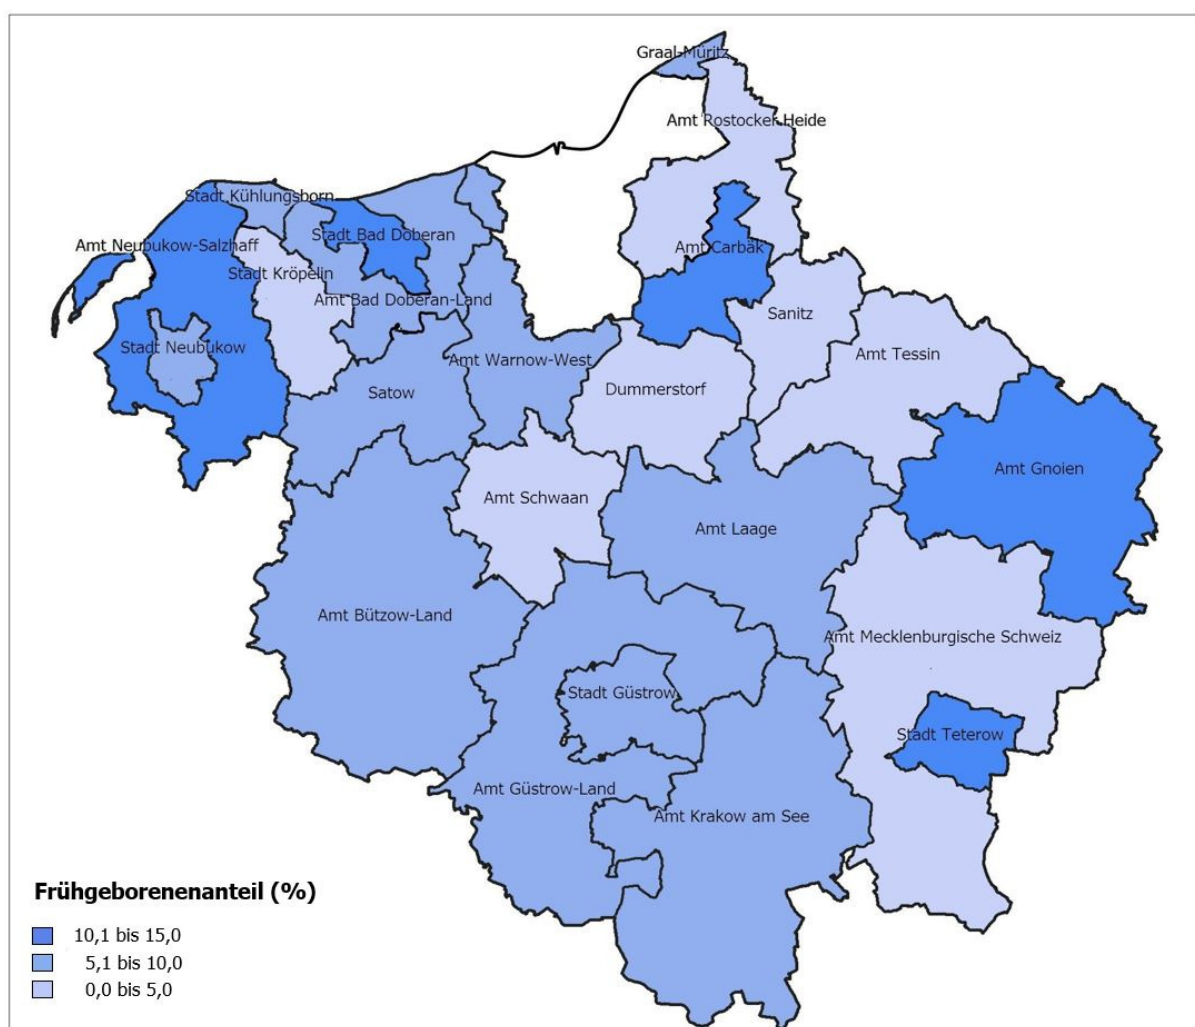 Graal-Müritz
Amt Rostocker-Heide
Stadt Kühlungsborn
Stadt Bad Doberan
Amt Neubukow-Salzhaff
Amt Carbäk
Stadt Kröpelin
Amt Bad Doberan-Land
Sanitz
Stadt Neubukow
Amt Warnow-West
Amt Tessin
Satow
Dummerstorf
Amt Gnoien
Amt Schwaan
Amt Laage
Amt Bützow-Land
Amt Mecklenburgische Schweiz
Stadt Güstrow
Stadt Teterow
Amt Güstrow-Land
Amt Krakow am See
Frühgeborenenanteil (%)
10,1 bis 15,0
5,1 bis 10,0
0,0 bis 5,0